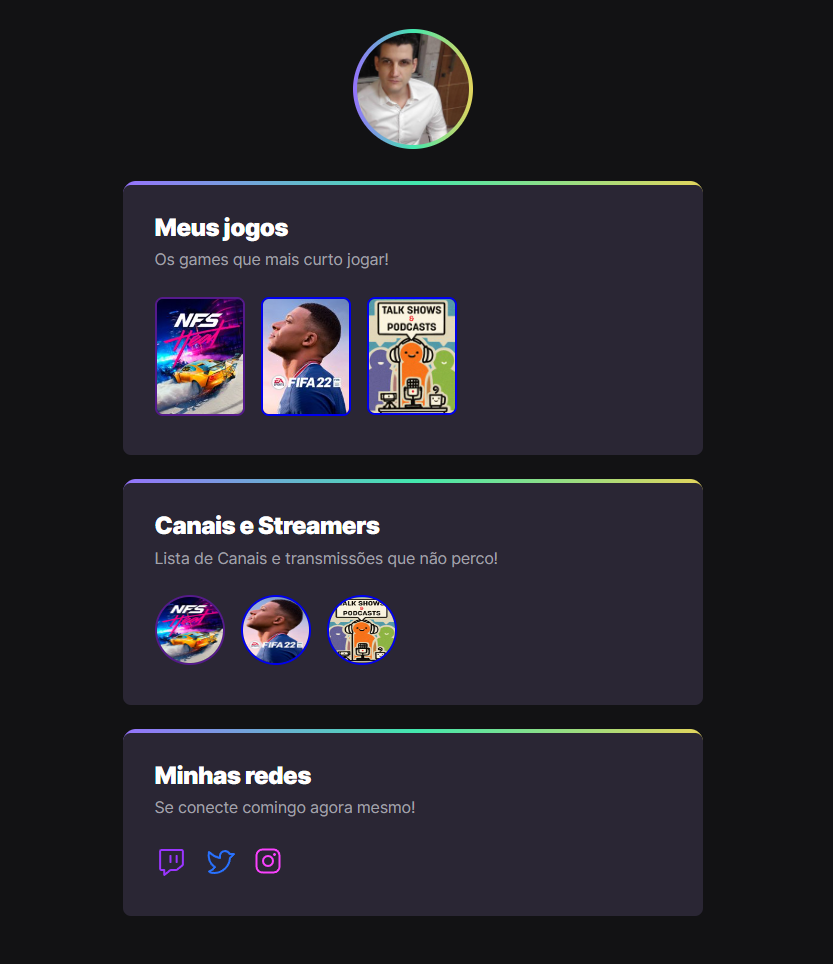 Meus jogos
Os games que mais curto jogar!
NFS
Heat
EA FIFA 22
TALK SHOWS
&
PODCASTS
Canais e Streamers
Lista de Canais e transmissões que não perco!
NFS
Heat
EA FIFA 22
TALK SHOWS
&
PODCASTS
Minhas redes
Se conecte comingo agora mesmo!